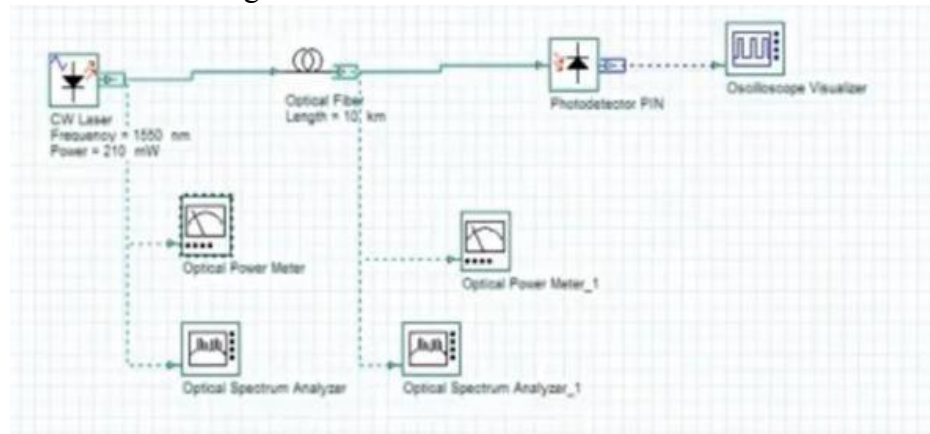 CW Laser
Frequency = 1550 nm
Power = 210 mW
Optical Fiber
Length = 10 km
Photodetector PIN
Oscilloscope Visualizer
Optical Power Meter
Optical Power Meter_1
Optical Spectrum Analyzer
Optical Spectrum Analyzer_1